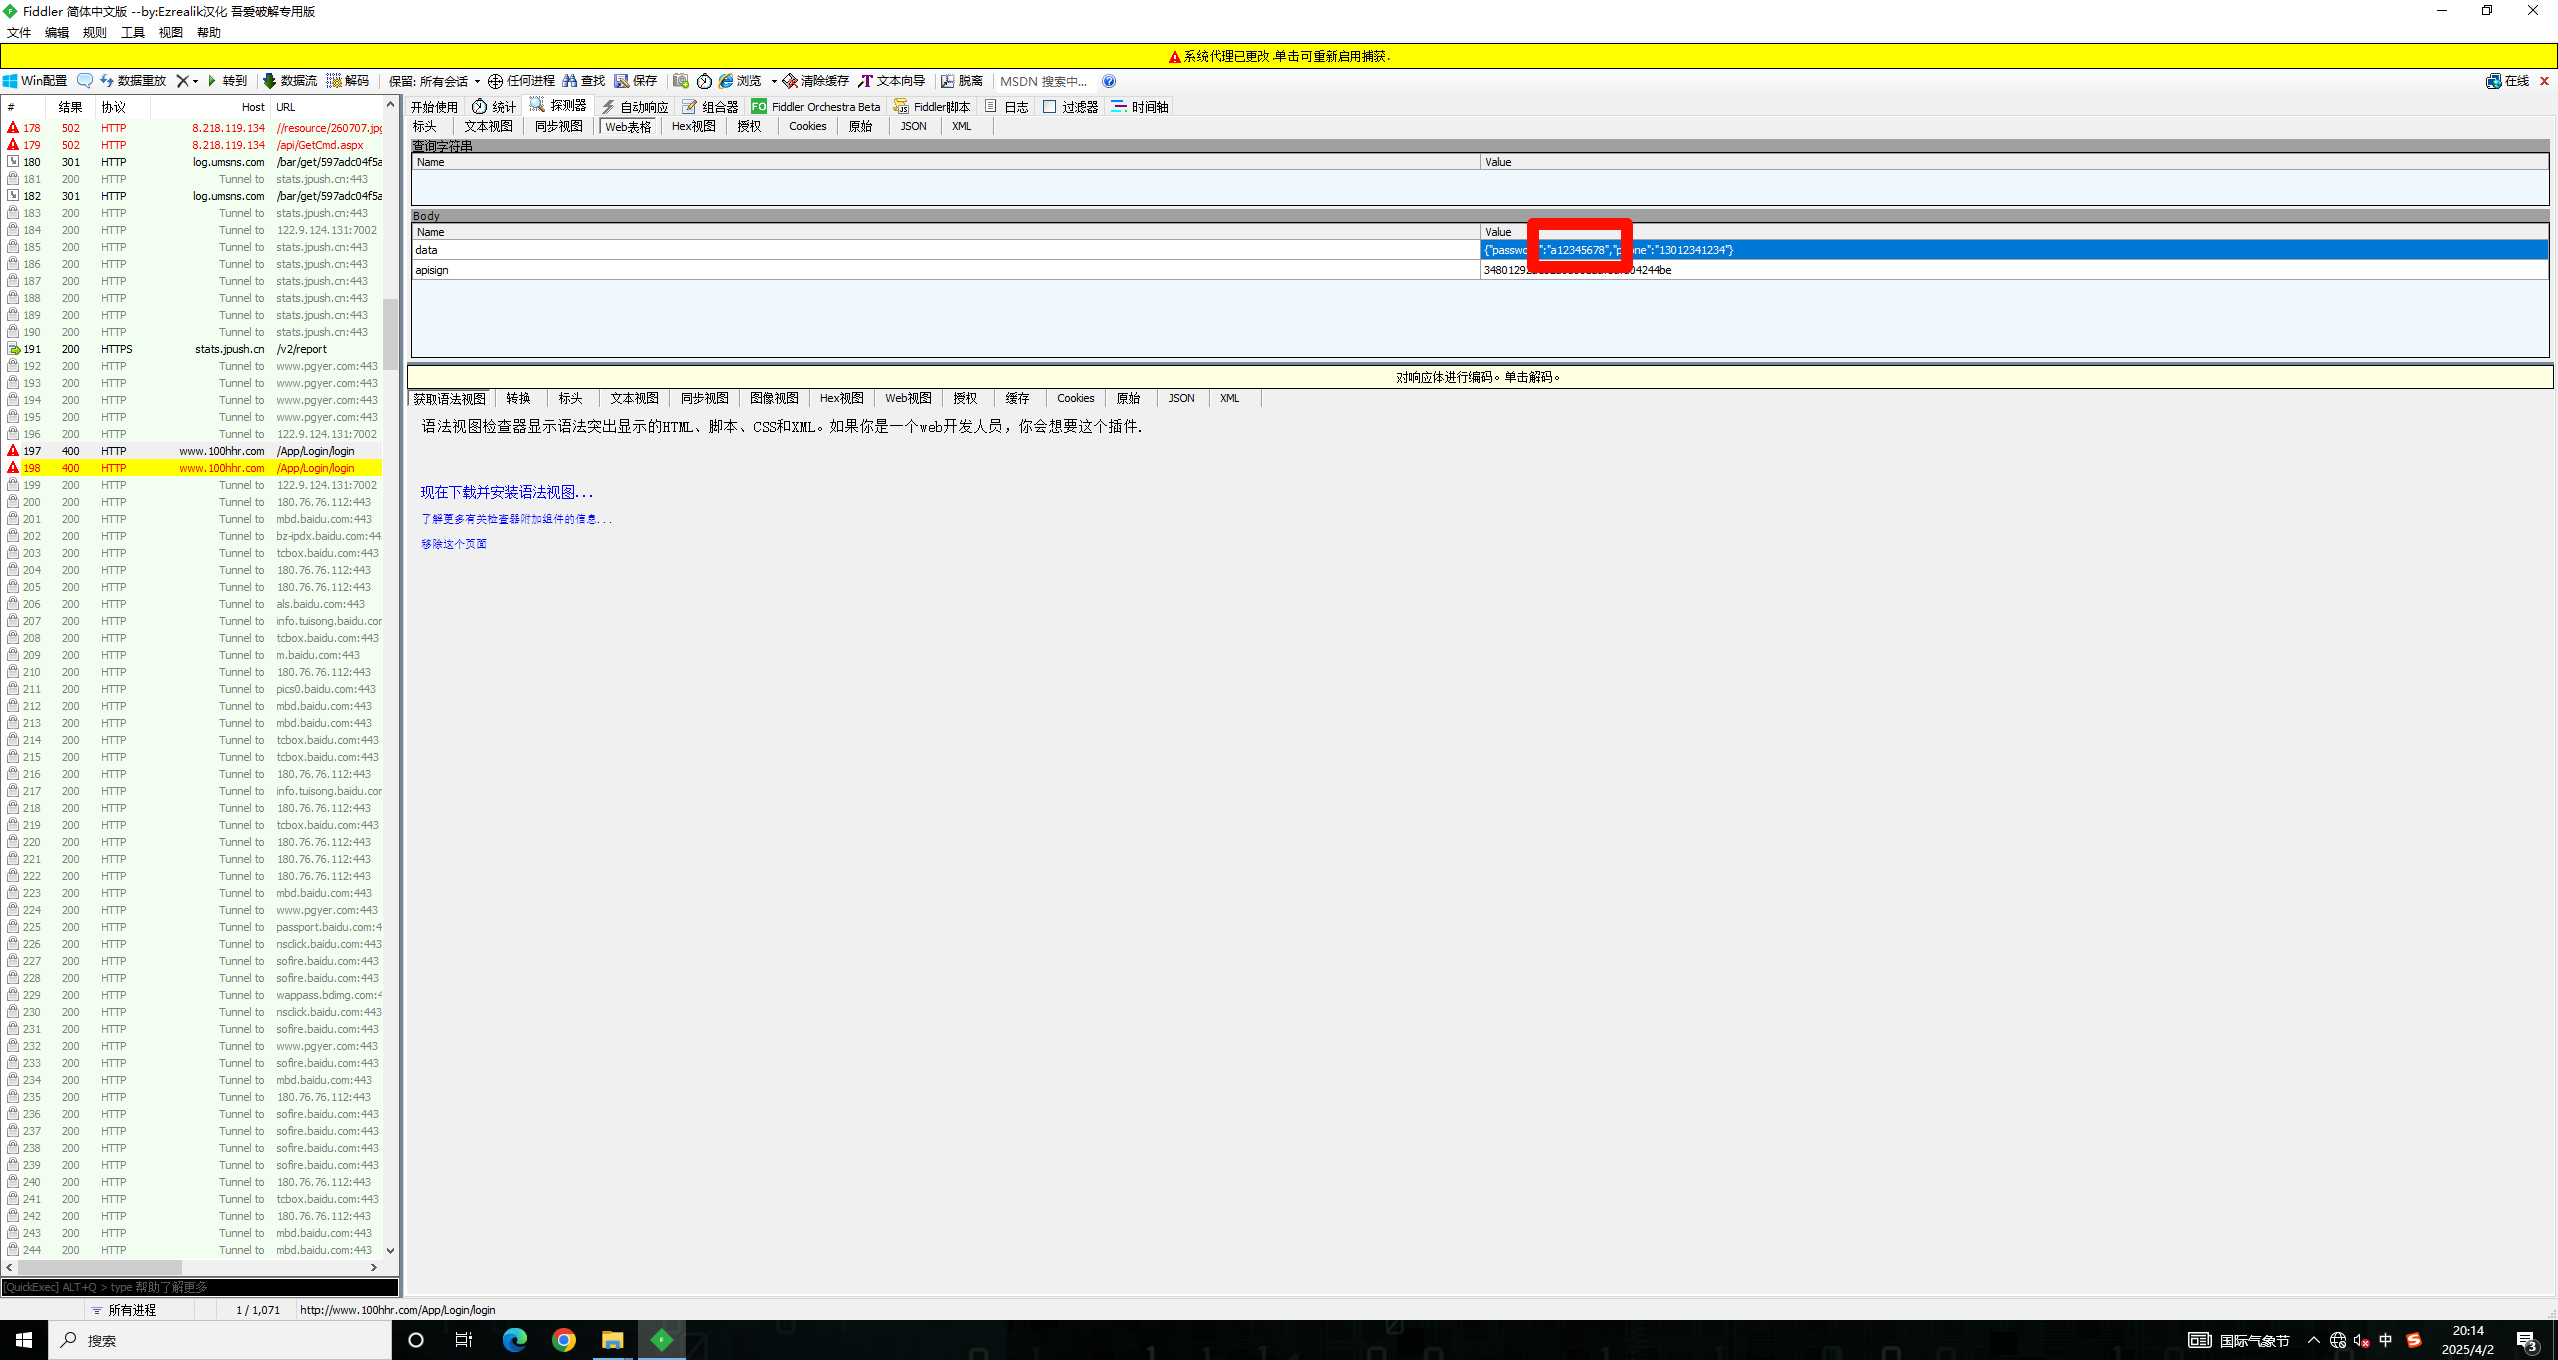 Fiddler 简体中文版 --by:Ezrealik汉化 吾爱破解专用版
文件 编辑 规则 工具 视图 帮助
系统代理已更改.单击可重新启用捕获.
Win配置 数据重放 转到 数据流 解码 保留: 所有会话 任何进程 查找 保存 浏览 清除缓存 文本向导 脱离 MSDN 搜索中... 在线
# 结果 协议 Host URL
178 502 HTTP 8.218.119.134 //resource/260707.jpg
179 502 HTTP 8.218.119.134 /api/GetCmd.aspx
180 301 HTTP log.umsns.com /bar/get/597adc04f5a
181 200 HTTP Tunnel to stats.jpush.cn:443
182 301 HTTP log.umsns.com /bar/get/597adc04f5a
183 200 HTTP Tunnel to stats.jpush.cn:443
184 200 HTTP Tunnel to 122.9.124.131:7002
185 200 HTTP Tunnel to stats.jpush.cn:443
186 200 HTTP Tunnel to stats.jpush.cn:443
187 200 HTTP Tunnel to stats.jpush.cn:443
188 200 HTTP Tunnel to stats.jpush.cn:443
189 200 HTTP Tunnel to stats.jpush.cn:443
190 200 HTTP Tunnel to stats.jpush.cn:443
191 200 HTTPS stats.jpush.cn /v2/report
192 200 HTTP Tunnel to www.pgyer.com:443
193 200 HTTP Tunnel to www.pgyer.com:443
194 200 HTTP Tunnel to www.pgyer.com:443
195 200 HTTP Tunnel to www.pgyer.com:443
196 200 HTTP Tunnel to 122.9.124.131:7002
197 400 HTTP www.100hhr.com /App/Login/login
198 400 HTTP www.100hhr.com /App/Login/login
199 200 HTTP Tunnel to 122.9.124.131:7002
200 200 HTTP Tunnel to 180.76.76.112:443
201 200 HTTP Tunnel to mbd.baidu.com:443
202 200 HTTP Tunnel to bz-ipdx.baidu.com:44
203 200 HTTP Tunnel to tcbox.baidu.com:443
204 200 HTTP Tunnel to 180.76.76.112:443
205 200 HTTP Tunnel to 180.76.76.112:443
206 200 HTTP Tunnel to als.baidu.com:443
207 200 HTTP Tunnel to info.tuisong.baidu.cor
208 200 HTTP Tunnel to tcbox.baidu.com:443
209 200 HTTP Tunnel to m.baidu.com:443
210 200 HTTP Tunnel to 180.76.76.112:443
211 200 HTTP Tunnel to pics0.baidu.com:443
212 200 HTTP Tunnel to mbd.baidu.com:443
213 200 HTTP Tunnel to mbd.baidu.com:443
214 200 HTTP Tunnel to tcbox.baidu.com:443
215 200 HTTP Tunnel to tcbox.baidu.com:443
216 200 HTTP Tunnel to 180.76.76.112:443
217 200 HTTP Tunnel to info.tuisong.baidu.cor
218 200 HTTP Tunnel to 180.76.76.112:443
219 200 HTTP Tunnel to tcbox.baidu.com:443
220 200 HTTP Tunnel to 180.76.76.112:443
221 200 HTTP Tunnel to 180.76.76.112:443
222 200 HTTP Tunnel to 180.76.76.112:443
223 200 HTTP Tunnel to mbd.baidu.com:443
224 200 HTTP Tunnel to www.pgyer.com:443
225 200 HTTP Tunnel to passport.baidu.com:4
226 200 HTTP Tunnel to nsclick.baidu.com:443
227 200 HTTP Tunnel to sofire.baidu.com:443
228 200 HTTP Tunnel to sofire.baidu.com:443
229 200 HTTP Tunnel to wappass.bdimg.com:4
230 200 HTTP Tunnel to nsclick.baidu.com:443
231 200 HTTP Tunnel to sofire.baidu.com:443
232 200 HTTP Tunnel to www.pgyer.com:443
233 200 HTTP Tunnel to sofire.baidu.com:443
234 200 HTTP Tunnel to mbd.baidu.com:443
235 200 HTTP Tunnel to 180.76.76.112:443
236 200 HTTP Tunnel to sofire.baidu.com:443
237 200 HTTP Tunnel to sofire.baidu.com:443
238 200 HTTP Tunnel to sofire.baidu.com:443
239 200 HTTP Tunnel to sofire.baidu.com:443
240 200 HTTP Tunnel to 180.76.76.112:443
241 200 HTTP Tunnel to tcbox.baidu.com:443
242 200 HTTP Tunnel to 180.76.76.112:443
243 200 HTTP Tunnel to mbd.baidu.com:443
244 200 HTTP Tunnel to mbd.baidu.com:443
[QuickExec] ALT+Q > type 帮助了解更多
开始使用 统计 探测器 自动响应 组合器 FO Fiddler Orchestra Beta Fiddler脚本 日志 过滤器 时间轴
标头 文本视图 同步视图 Web表格 Hex视图 授权 Cookies 原始 JSON XML
查询字符串
Name Value
Body
Name Value
data {"passwo":"a12345678","p ne":"13012341234"}
apisign 3480129 04244be
对响应体进行编码。单击解码。
获取语法视图 转换 标头 文本视图 同步视图 图像视图 Hex视图 Web视图 授权 缓存 Cookies 原始 JSON XML
语法视图检查器显示语法突出显示的HTML、脚本、CSS和XML。如果你是一个web开发人员，你会想要这个插件.
现在下载并安装语法视图...
了解更多有关检查器附加组件的信息...
移除这个页面
所有进程 1 / 1,071 http://www.100hhr.com/App/Login/login
搜索 国际气象节 中 20:14
2025/4/2 3